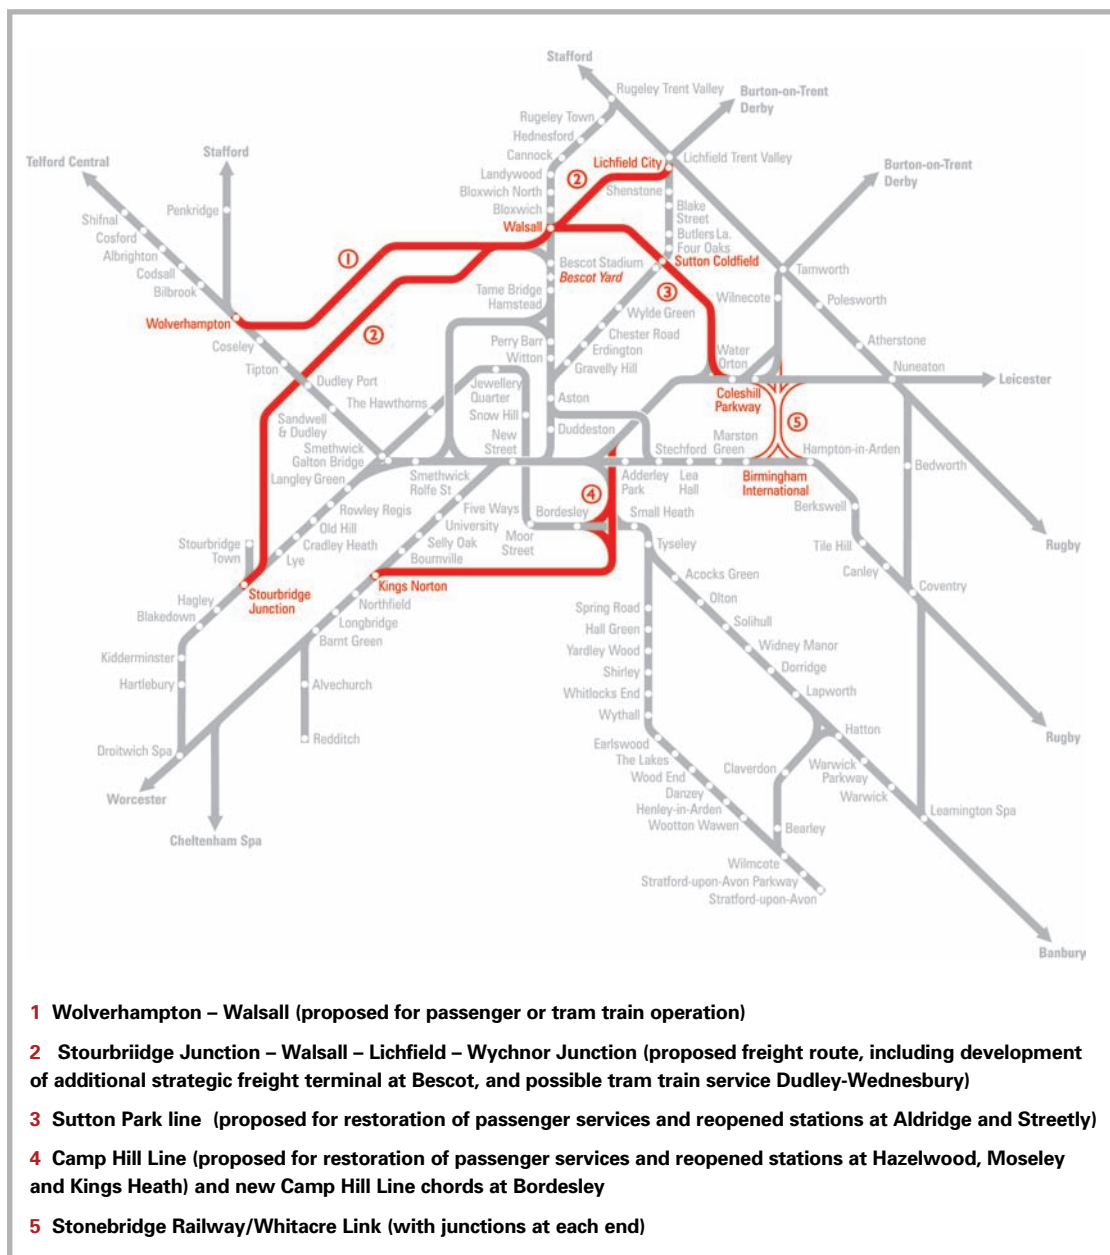 Stafford
Rugeley Trent Valley
Burton-on-Trent
Derby
Rugeley Town
Hednesford
Cannock
Landywood
Bloxwich North
Bloxwich
Lichfield City
Lichfield Trent Valley
Burton-on-Trent
Derby
Telford Central
Stafford
Penkridge
Shifnal
Cosford
Albrighton
Codsall
Bilbrook
Wolverhampton
Coseley
Tipton
Dudley Port
Sandwell
& Dudley
Smethwick
Galton Bridge
Langley Green
1
2
2
Walsall
Shenstone
Blake
Street
Butlers La.
Four Oaks
Sutton Coldfield
3
Bescot Stadium
Bescot Yard
Tame Bridge
Hamstead
Perry Barr
Witton
Wylde Green
Chester Road
Erdington
Gravelly Hill
Aston
Duddeston
The Hawthorns
Jewellery
Quarter
Snow Hill
New
Street
Tamworth
Wilnecote
Polesworth
Atherstone
Nuneaton
Leicester
Water
Orton
Coleshill
Parkway
5
Stechford
Marston
Green
Hampton-in-Arden
Adderley
Park
Lea
Hall
Birmingham
International
Bedworth
Berkswell
Tile Hill
Canley
Coventry
Rugby
Rugby
Smethwick
Rolfe St
Rowley Regis
Old Hill
Cradley Heath
Lye
Stourbridge
Town
Stourbridge
Junction
Five Ways
University
Selly Oak
Bournville
Kings Norton
Northfield
Longbridge
Barnt Green
4
Bordesley
Moor
Street
Small Heath
Tyseley
Hagley
Blakedown
Kidderminster
Hartlebury
Droitwich Spa
Worcester
Cheltenham Spa
Alvechurch
Redditch
Spring Road
Hall Green
Yardley Wood
Shirley
Whitlocks End
Wythall
Earlswood
The Lakes
Wood End
Danzey
Henley-in-Arden
Wootton Wawen
Wilmcote
Stratford-upon-Avon Parkway
Stratford-upon-Avon
Acocks Green
Olton
Solihull
Widney Manor
Dorridge
Lapworth
Hatton
Claverdon
Bearley
Warwick
Parkway
Warwick
Leamington Spa
Banbury
1 Wolverhampton – Walsall (proposed for passenger or tram train operation)
2 Stourbriidge Junction – Walsall – Lichfield – Wychnor Junction (proposed freight route, including development
of additional strategic freight terminal at Bescot, and possible tram train service Dudley-Wednesbury)
3 Sutton Park line (proposed for restoration of passenger services and reopened stations at Aldridge and Streetly)
4 Camp Hill Line (proposed for restoration of passenger services and reopened stations at Hazelwood, Moseley
and Kings Heath) and new Camp Hill Line chords at Bordesley
5 Stonebridge Railway/Whitacre Link (with junctions at each end)